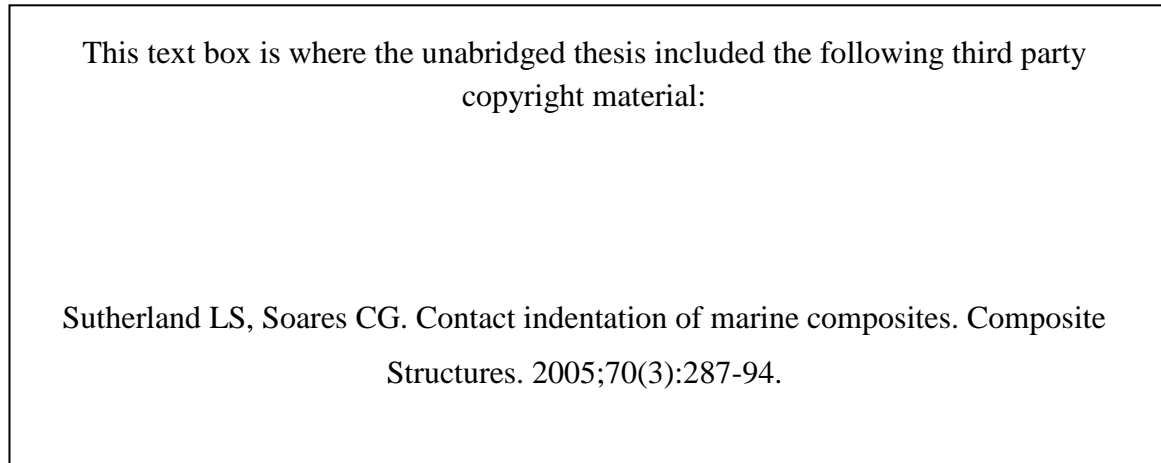 This text box is where the unabridged thesis included the following third party
copyright material:
Sutherland LS, Soares CG. Contact indentation of marine composites. Composite
Structures. 2005;70(3):287-94.